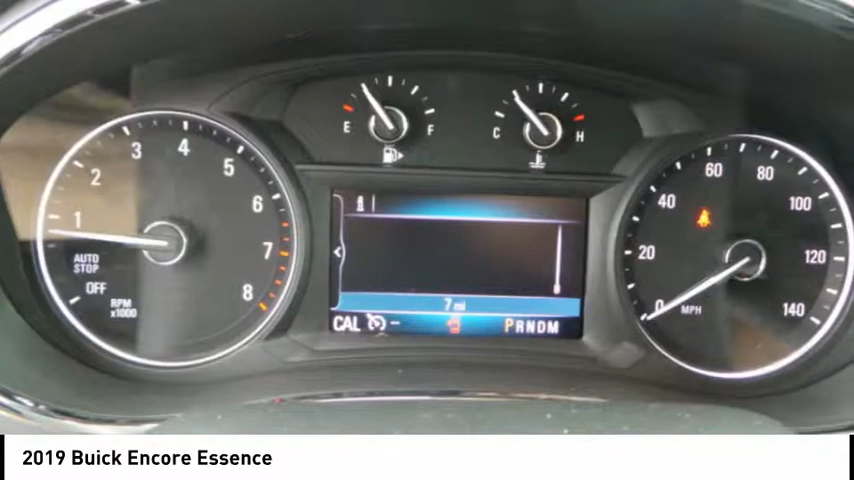 E F
C H
1 2 3 4 5 6 7 8
AUTO
STOP
OFF
RPM
x1000
7 mi
CAL -- PRNDM
0 20 40 60 80 100 120 140
MPH
2019 Buick Encore Essence